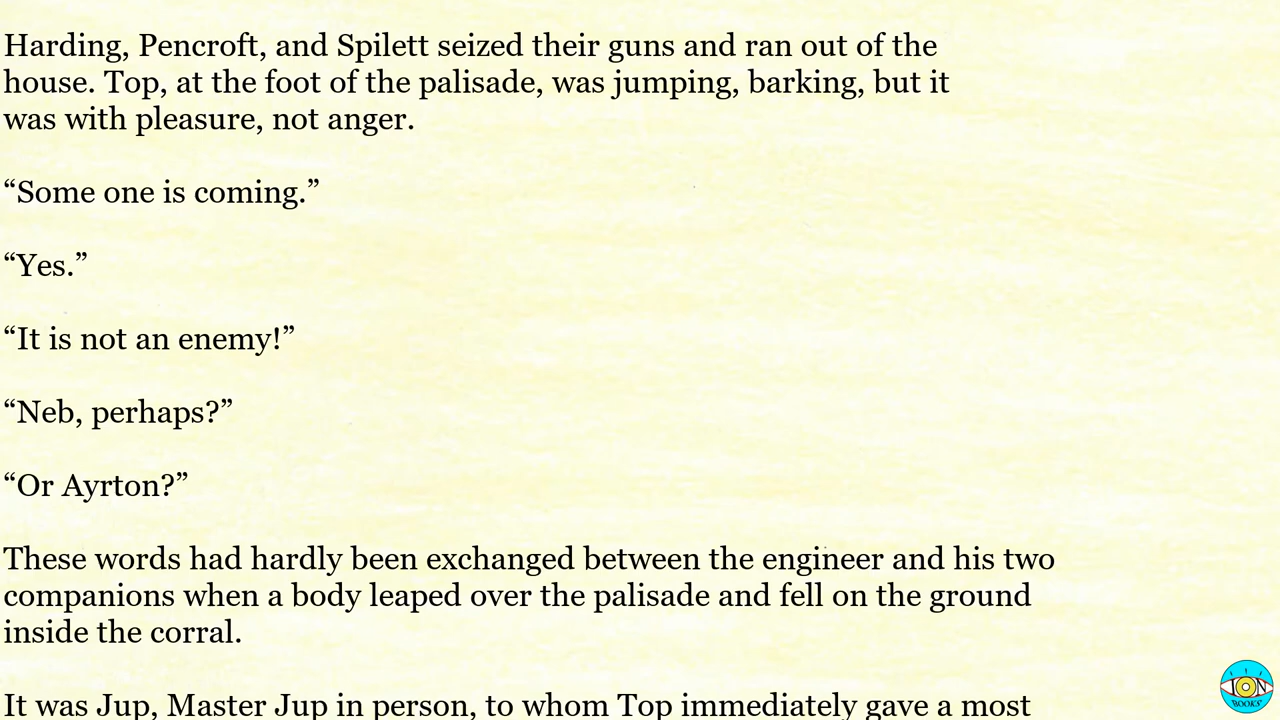 Harding, Pencroft, and Spilett seized their guns and ran out of the
house. Top, at the foot of the palisade, was jumping, barking, but it
was with pleasure, not anger.
“Some one is coming.”
“Yes.”
“It is not an enemy!”
“Neb, perhaps?”
“Or Ayrton?”
These words had hardly been exchanged between the engineer and his two
companions when a body leaped over the palisade and fell on the ground
inside the corral.
It was Jup, Master Jup in person, to whom Top immediately gave a most
ION
BOOKS